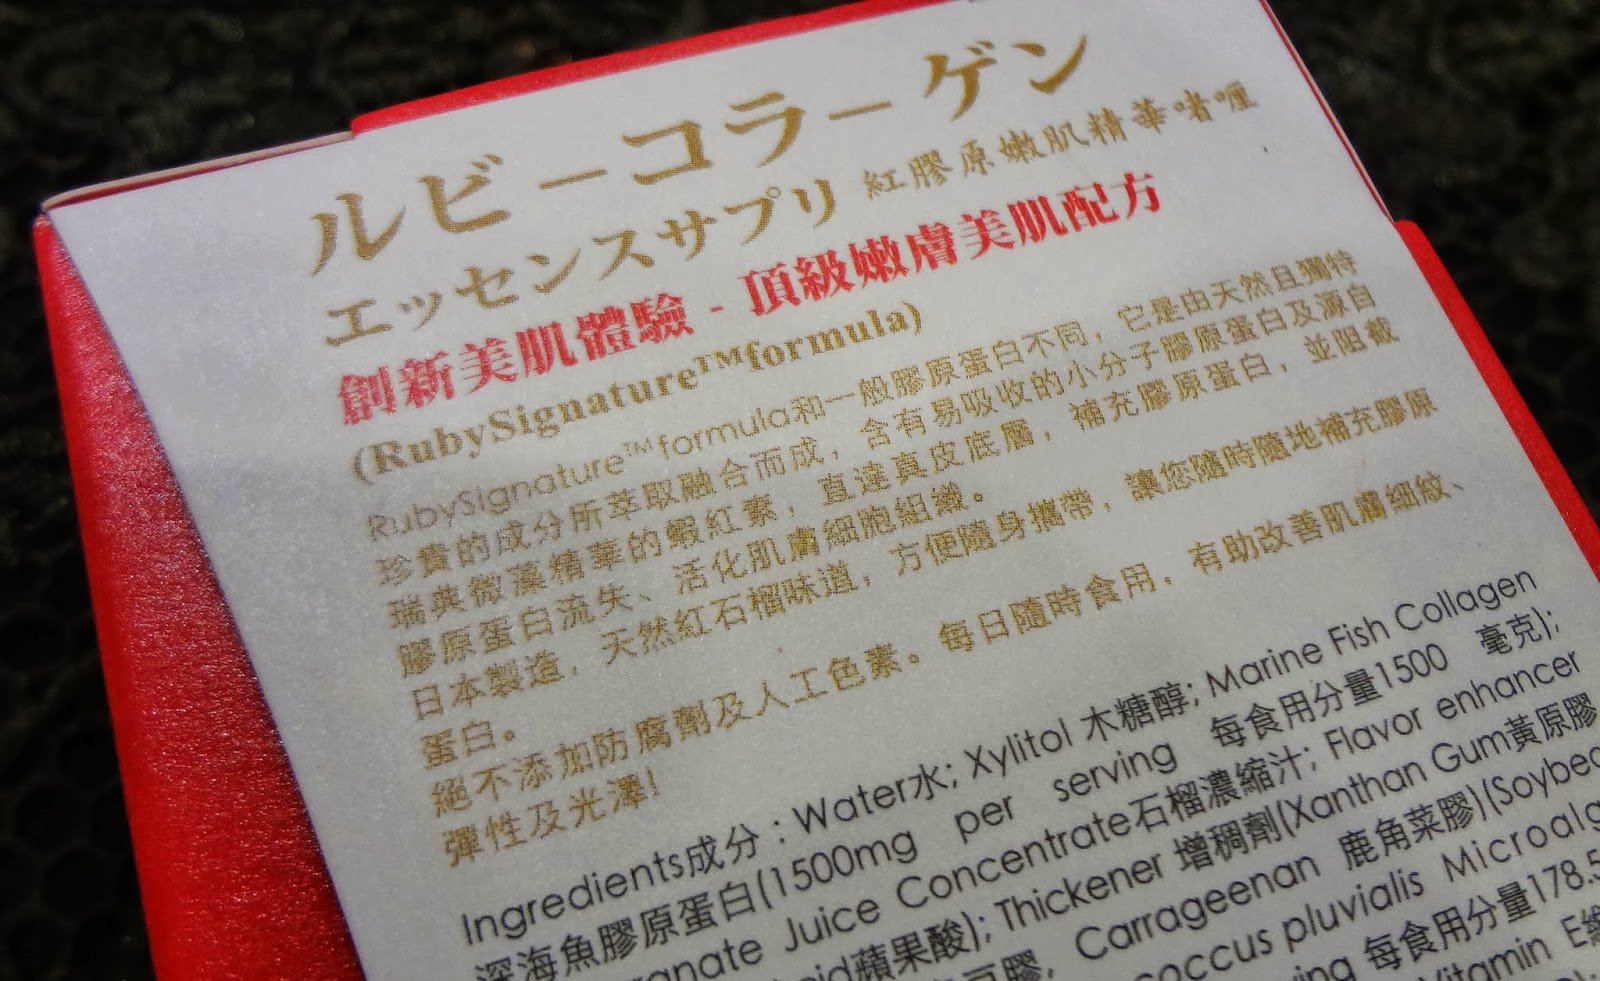 ルビーコラーゲン
エッセンスサプリ 紅膠原嫩肌精華啫喱
創新美肌體驗 - 頂級嫩膚美肌配方
(RubySignature™formula)
RubySignature™formula和一般膠原蛋白不同，它是由天然且獨特
珍貴的成分所萃取融合而成，含有易吸收的小分子膠原蛋白及源自
瑞典微藻精華的蝦紅素，直達真皮底層，補充膠原蛋白，並阻截
膠原蛋白流失、活化肌膚細胞組織。
日本製造，天然紅石榴味道，方便隨身攜帶，讓您隨時隨地補充膠原
蛋白。
絕不添加防腐劑及人工色素。每日隨時食用，有助改善肌膚細紋、
彈性及光澤!
Ingredients成分 : Water水; Xylitol 木糖醇; Marine Fish Collagen
深海魚膠原蛋白(1500mg per serving 每食用分量1500 毫克);
Juice Concentrate石榴濃縮汁; Flavor enhancer
蘋果酸); Thickener 增稠劑(Xanthan Gum黃原膠
豆膠, Carrageenan 鹿角菜膠)(Soybe
pluvialis Microalg
每食用分量178.5
Vitamin E